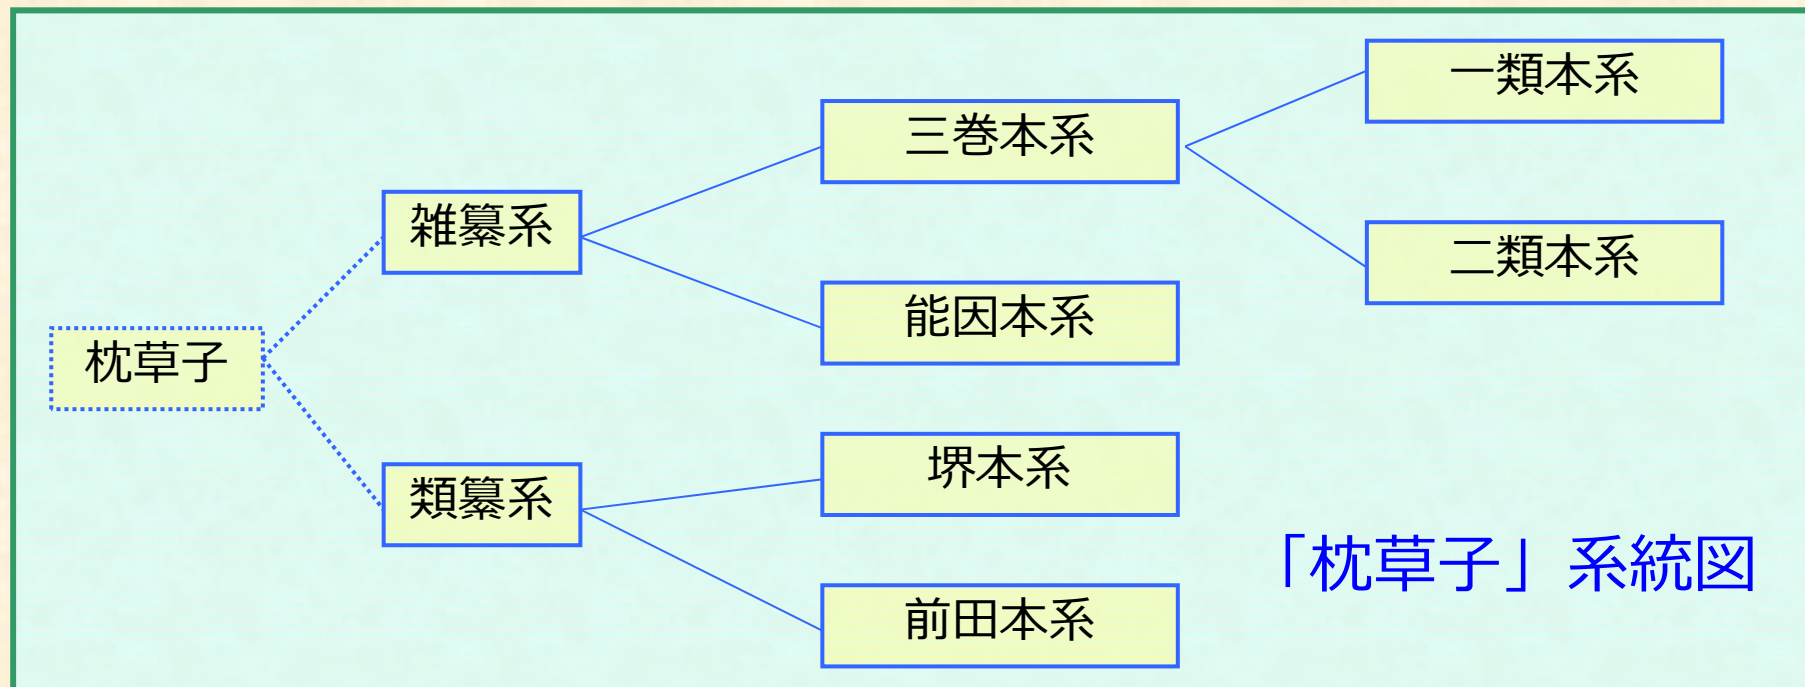 一類本系
三巻本系
雑纂系
二類本系
能因本系
枕草子
堺本系
類纂系
「枕草子」系統図
前田本系